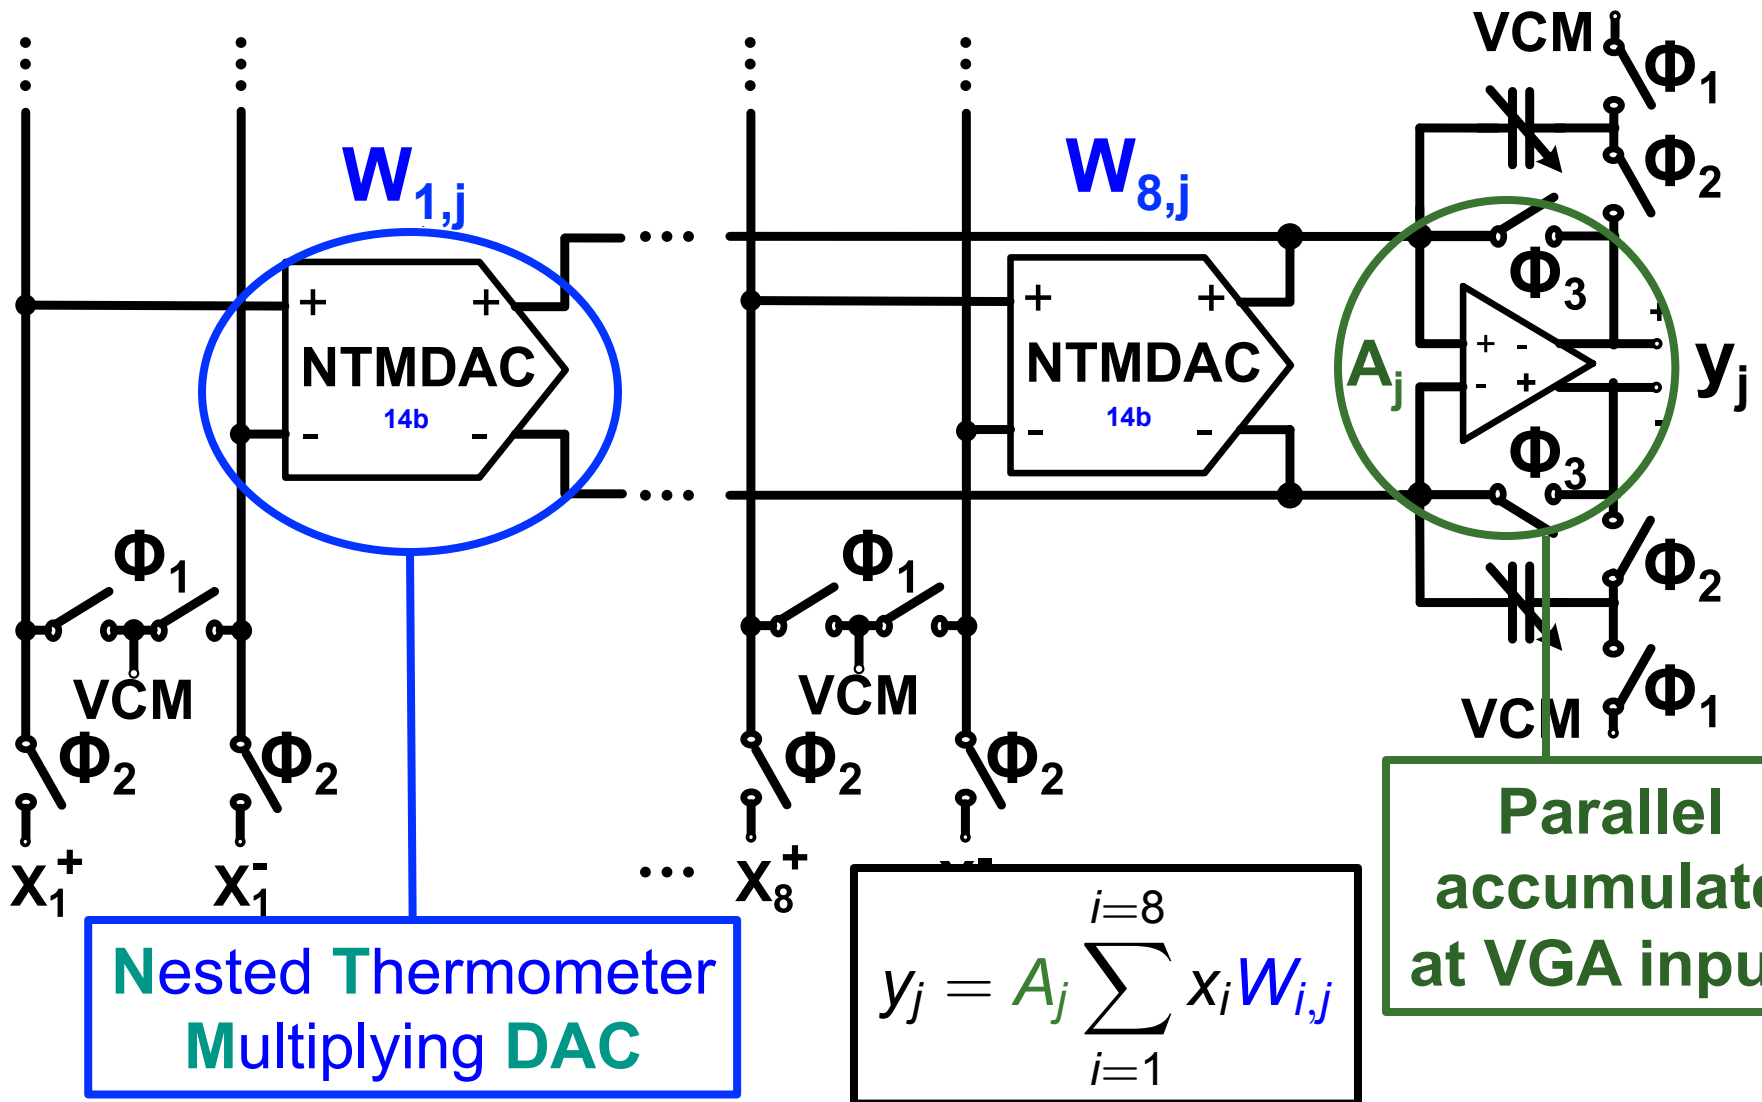 VCM
Φ1
Φ2
W1,j
W8,j
Φ3
+ +
NTMDAC
14b
- -
+ +
NTMDAC
14b
- -
Aj
+ -
- +
+
yj
-
Φ3
Φ1
Φ1
Φ2
VCM
VCM
Φ1
VCM
Φ2
Φ2
Φ2
Φ2
x1+
x1-
x8+
Nested Thermometer
Multiplying DAC
yj = Aj ∑ xiWi,j
i=8
i=1
Parallel
accumulate
at VGA inpu